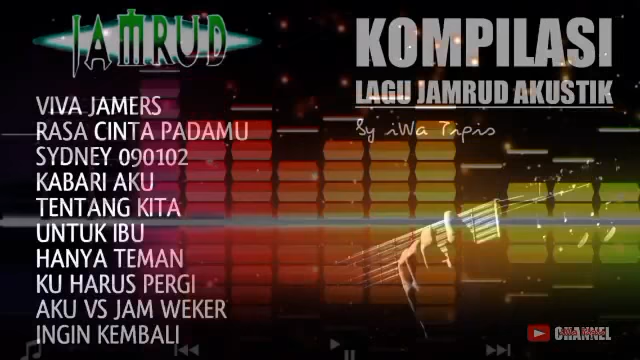 JAMRUD
KOMPILASI
LAGU JAMRUD AKUSTIK
By iWa Tipis
VIVA JAMERS
RASA CINTA PADAMU
SYDNEY 090102
KABARI AKU
TENTANG KITA
UNTUK IBU
HANYA TEMAN
KU HARUS PERGI
AKU VS JAM WEKER
INGIN KEMBALI
CHANNEL